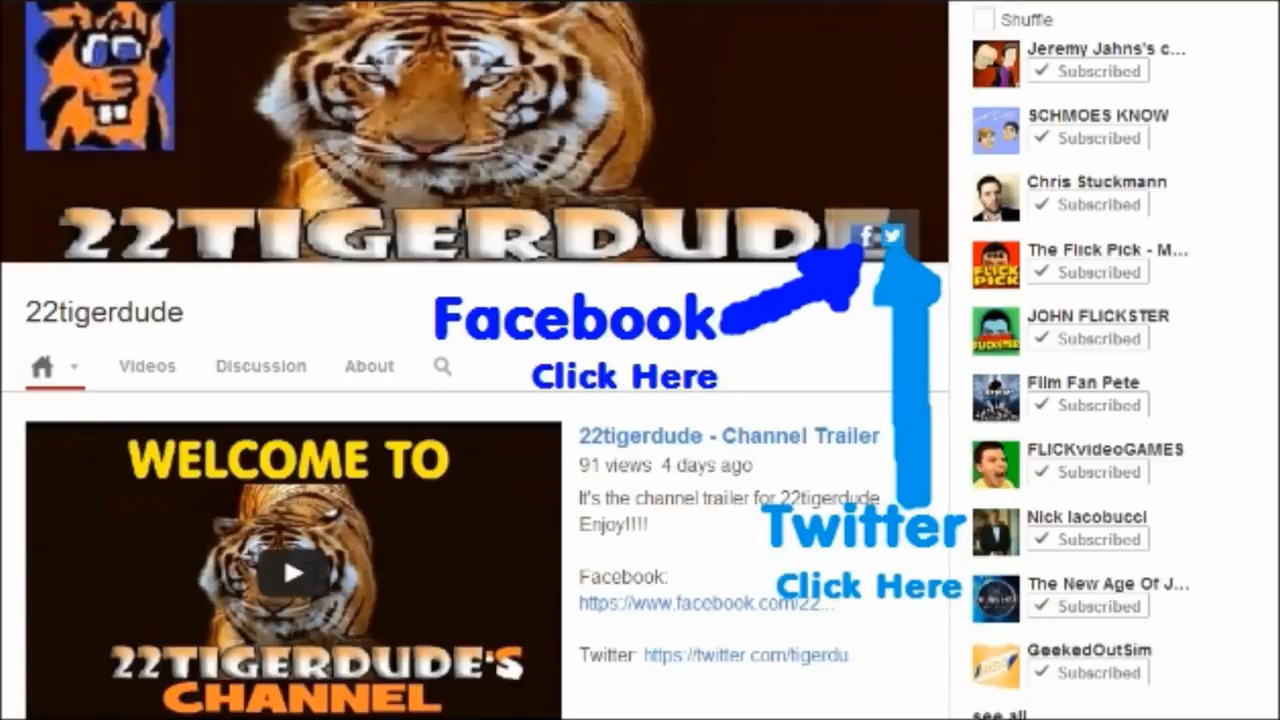 22TIGERDUDE
f
22tigerdude
Videos
Discussion
About
Facebook
Click Here
WELCOME TO
22TIGERDUDE'S
CHANNEL
22tigerdude - Channel Trailer
91 views 4 days ago
It's the channel trailer for 22tigerdude
Enjoy!!!!
Facebook:
https://www.facebook.com/22...
Twitter: https://twitter.com/tigerdu
Twitter
Click Here
Shuffle
Jeremy Jahns's c...
Subscribed
SCHMOES KNOW
Subscribed
Chris Stuckmann
Subscribed
The Flick Pick - M...
FLICK
PICK
Subscribed
JOHN FLICKSTER
Subscribed
Film Fan Pete
Subscribed
FLICKvideoGAMES
Subscribed
Nick Iacobucci
Subscribed
The New Age Of J...
Subscribed
GeekedOutSim
Subscribed
see all